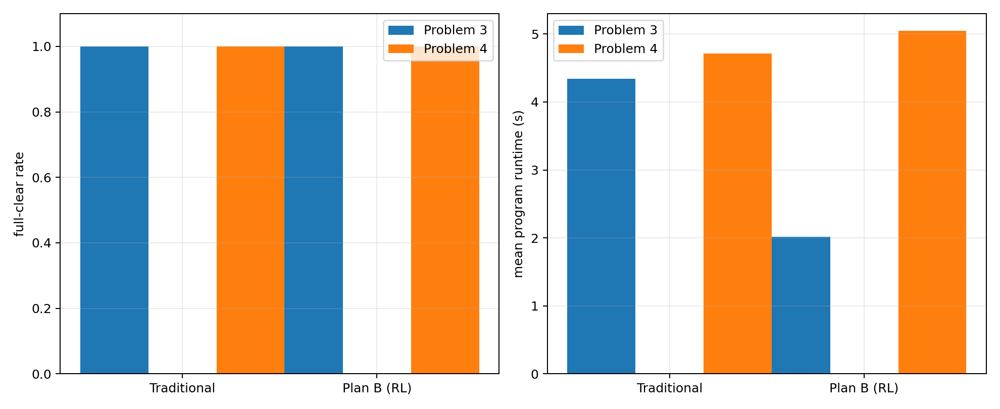 full-clear rate
1.0
0.8
0.6
0.4
0.2
0.0
Problem 3
Problem 4
Traditional
Plan B (RL)
mean program runtime (s)
5
4
3
2
1
0
Problem 3
Problem 4
Traditional
Plan B (RL)